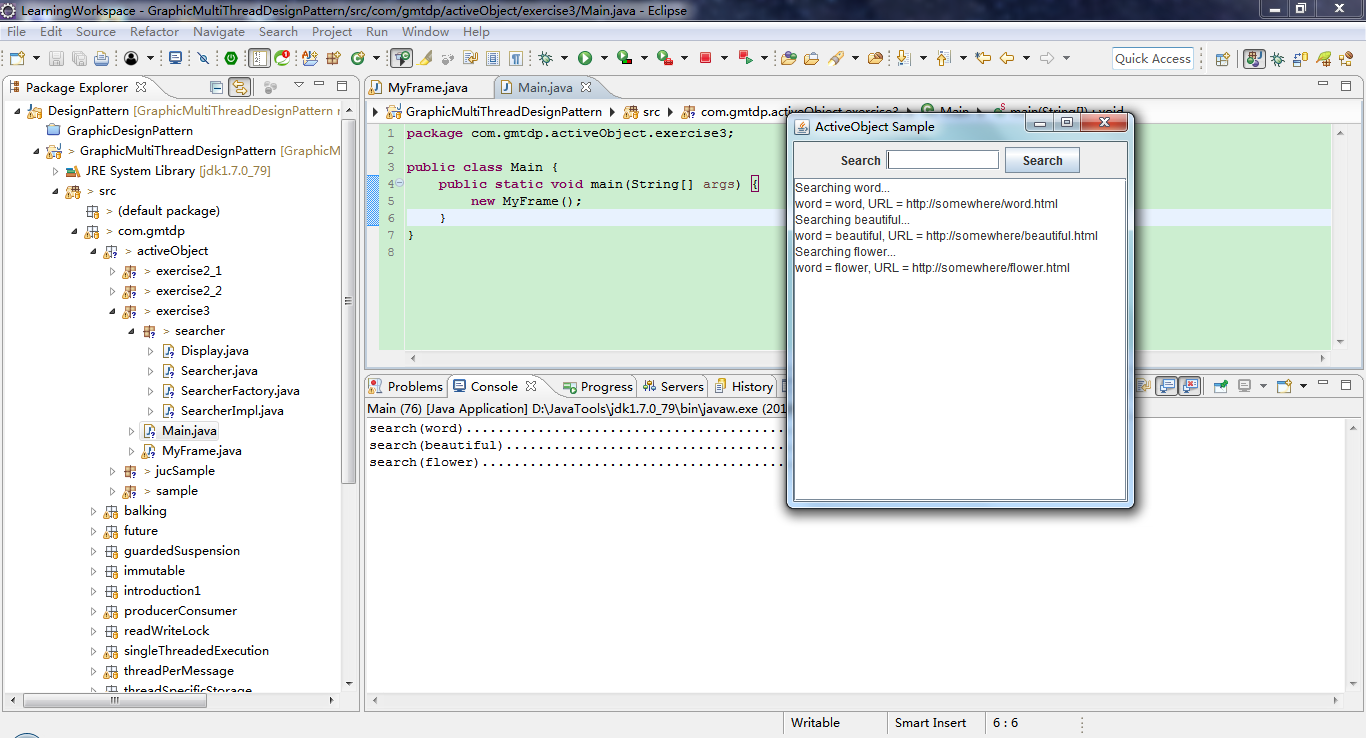 LearningWorkspace - GraphicMultiThreadDesignPattern/src/com/gmtdp/activeObject/exercise3/Main.java - Eclipse
File Edit Source Refactor Navigate Search Project Run Window Help
Quick Access
Package Explorer
DesignPattern [GraphicMultiThreadDesignPattern
GraphicDesignPattern
> GraphicMultiThreadDesignPattern [GraphicM
JRE System Library [jdk1.7.0_79]
> src
> (default package)
> com.gmtdp
> activeObject
> exercise2_1
> exercise2_2
> exercise3
> searcher
Display.java
Searcher.java
SearcherFactory.java
SearcherImpl.java
Main.java
MyFrame.java
> jucSample
> sample
balking
future
guardedSuspension
immutable
introduction1
producerConsumer
readWriteLock
singleThreadedExecution
threadPerMessage
threadSpecificStorage
MyFrame.java
Main.java
GraphicMultiThreadDesignPattern src com.gmtdp.activeObject.exercise3 Main main(String[]) void
1 package com.gmtdp.activeObject.exercise3;
2
3 public class Main {
4 public static void main(String[] args) {
5 new MyFrame();
6 }
7 }
8
ActiveObject Sample
Search
Search
Searching word...
word = word, URL = http://somewhere/word.html
Searching beautiful...
word = beautiful, URL = http://somewhere/beautiful.html
Searching flower...
word = flower, URL = http://somewhere/flower.html
Problems Console Progress Servers History
Main (76) [Java Application] D:\JavaTools\jdk1.7.0_79\bin\javaw.exe (201
search(word)........................................
search(beautiful)...................................
search(flower)......................................
Writable Smart Insert 6 : 6